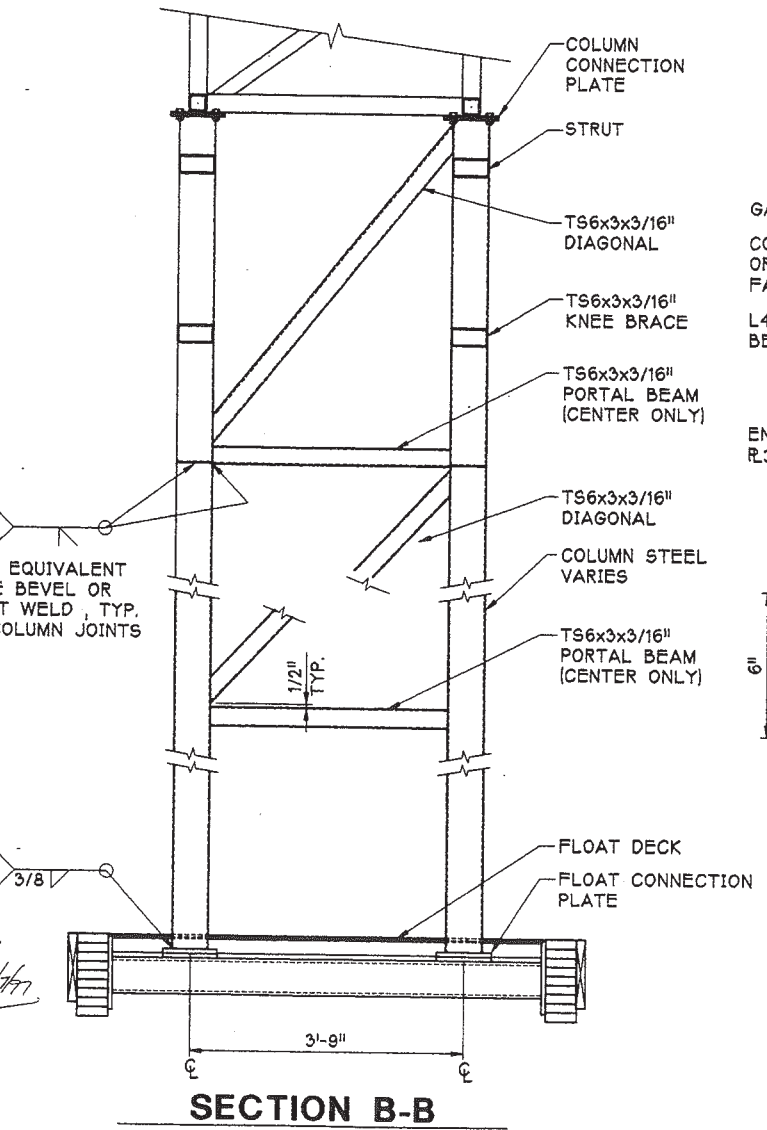 COLUMN
CONNECTION
PLATE
STRUT
TS6x3x3/16"
DIAGONAL
TS6x3x3/16"
KNEE BRACE
TS6x3x3/16"
PORTAL BEAM
(CENTER ONLY)
TS6x3x3/16"
DIAGONAL
COLUMN STEEL
VARIES
TS6x3x3/16"
PORTAL BEAM
(CENTER ONLY)
FLOAT DECK
FLOAT CONNECTION
PLATE
EQUIVALENT
BEVEL OR
WELD , TYP.
COLUMN JOINTS
1/2"
TYP.
3/8
6"
3'-9"
℄
℄
SECTION B-B